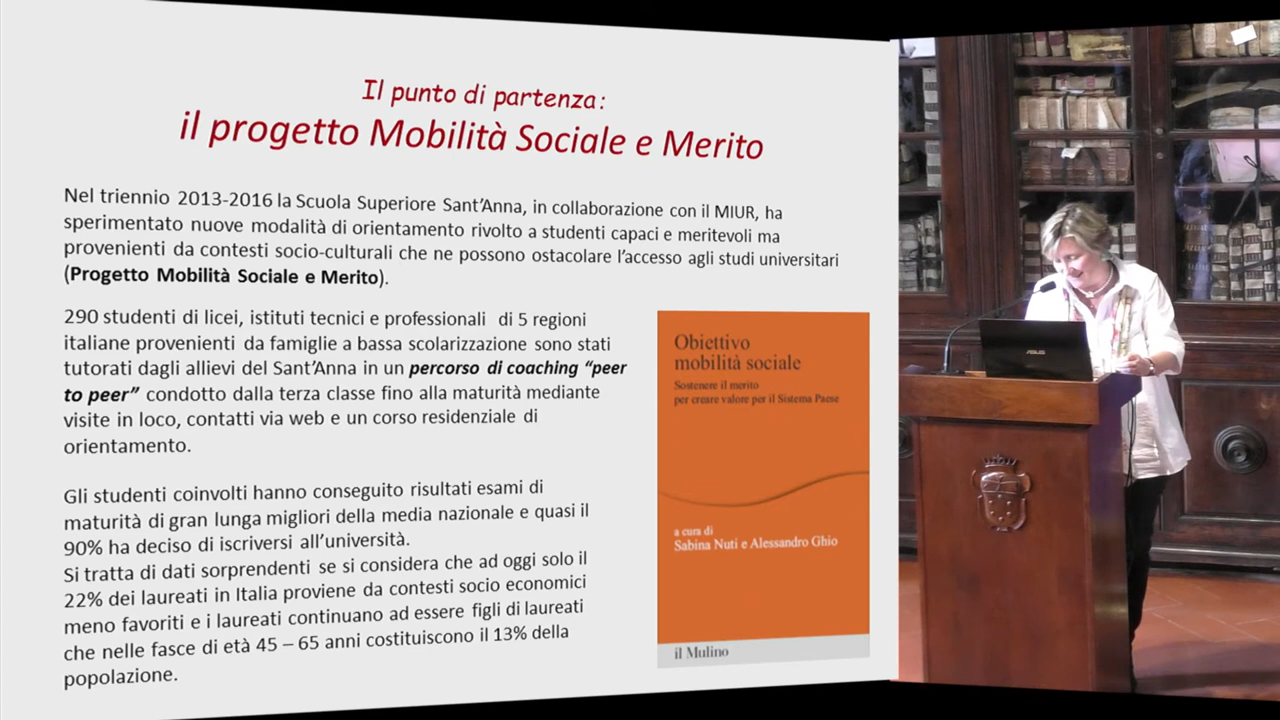 Il punto di partenza:
il progetto Mobilità Sociale e Merito
Nel triennio 2013-2016 la Scuola Superiore Sant'Anna, in collaborazione con il MIUR, ha
sperimentato nuove modalità di orientamento rivolto a studenti capaci e meritevoli ma
provenienti da contesti socio-culturali che ne possono ostacolare l'accesso agli studi universitari
(Progetto Mobilità Sociale e Merito).
290 studenti di licei, istituti tecnici e professionali di 5 regioni
italiane provenienti da famiglie a bassa scolarizzazione sono stati
tutorati dagli allievi del Sant'Anna in un percorso di coaching “peer
to peer” condotto dalla terza classe fino alla maturità mediante
visite in loco, contatti via web e un corso residenziale di
orientamento.
Gli studenti coinvolti hanno conseguito risultati esami di
maturità di gran lunga migliori della media nazionale e quasi il
90% ha deciso di iscriversi all'università.
Si tratta di dati sorprendenti se si considera che ad oggi solo il
22% dei laureati in Italia proviene da contesti socio economici
meno favoriti e i laureati continuano ad essere figli di laureati
che nelle fasce di età 45 – 65 anni costituiscono il 13% della
popolazione.
Obiettivo
mobilità sociale
Sostenere il merito
per creare valore per il Sistema Paese
a cura di
Sabina Nuti e Alessandro Ghio
il Mulino
ASUS